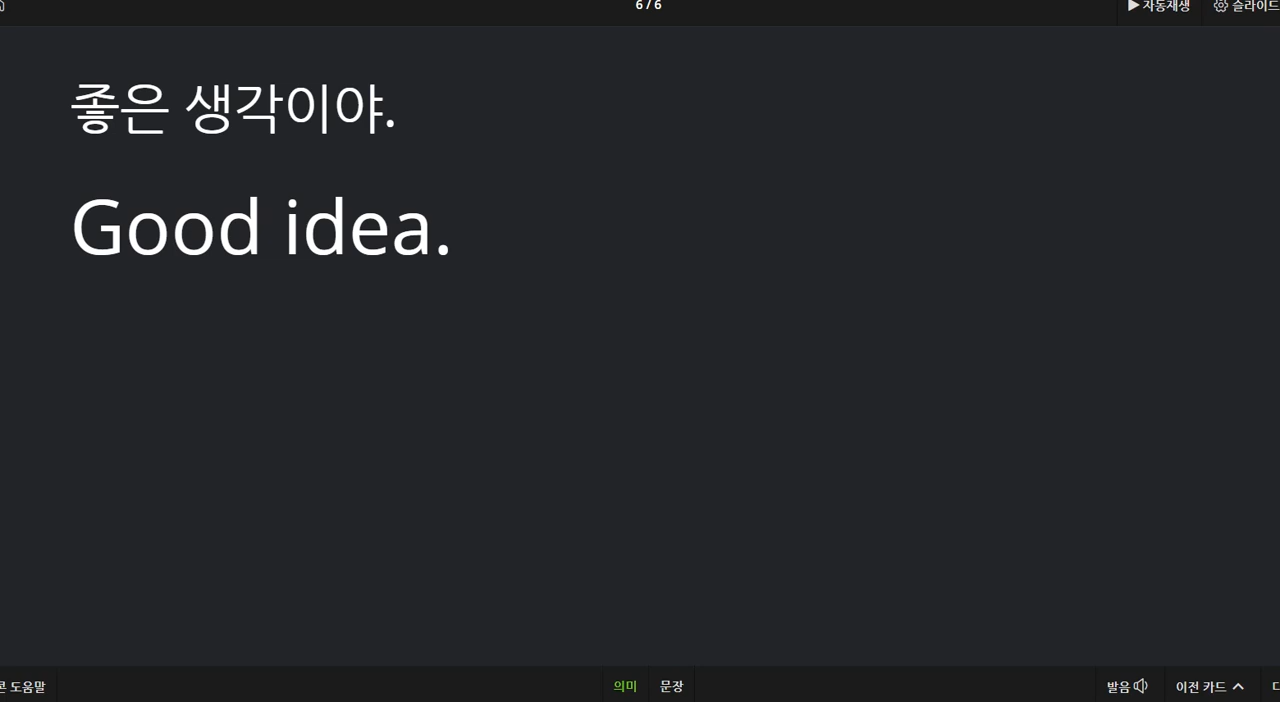 6 / 6
▶ 자동재생
슬라이드
좋은 생각이야.
Good idea.
도움말
의미
문장
발음
이전 카드